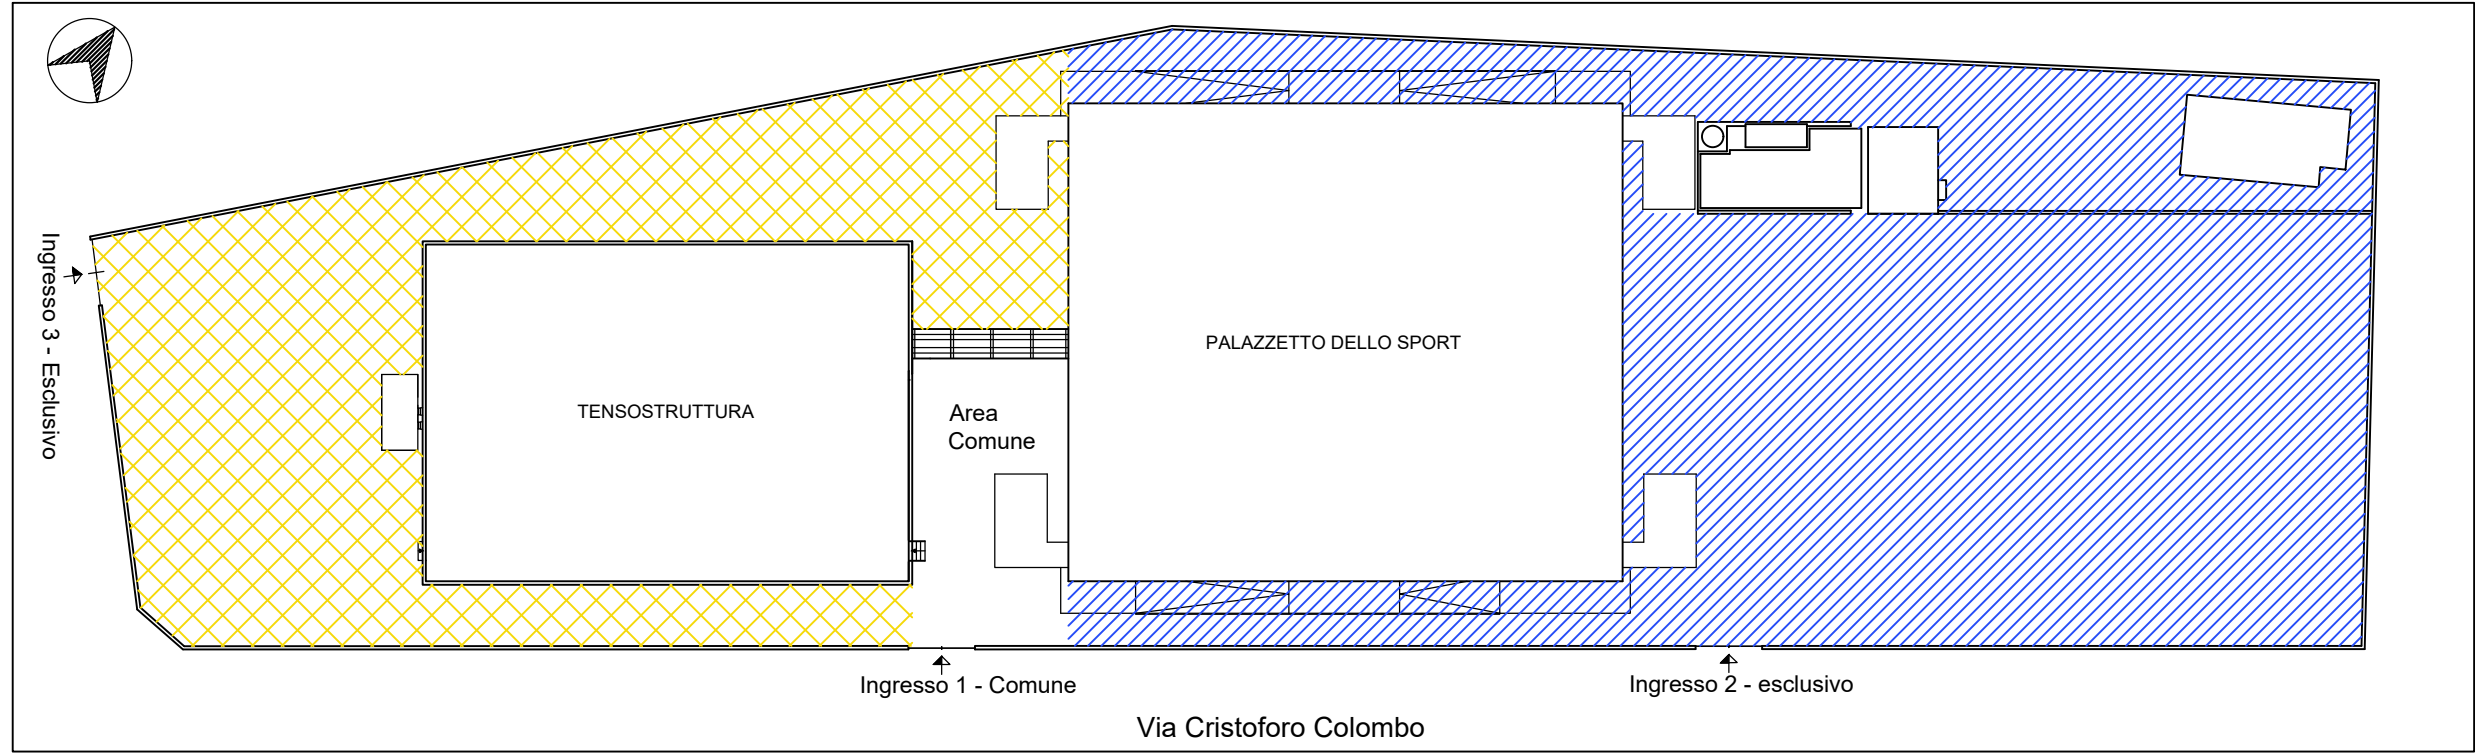 Ingresso 3 - Esclusivo
PALAZZETTO DELLO SPORT
TENSOSTRUTTURA
Area
Comune
Ingresso 1 - Comune
Ingresso 2 - esclusivo
Via Cristoforo Colombo